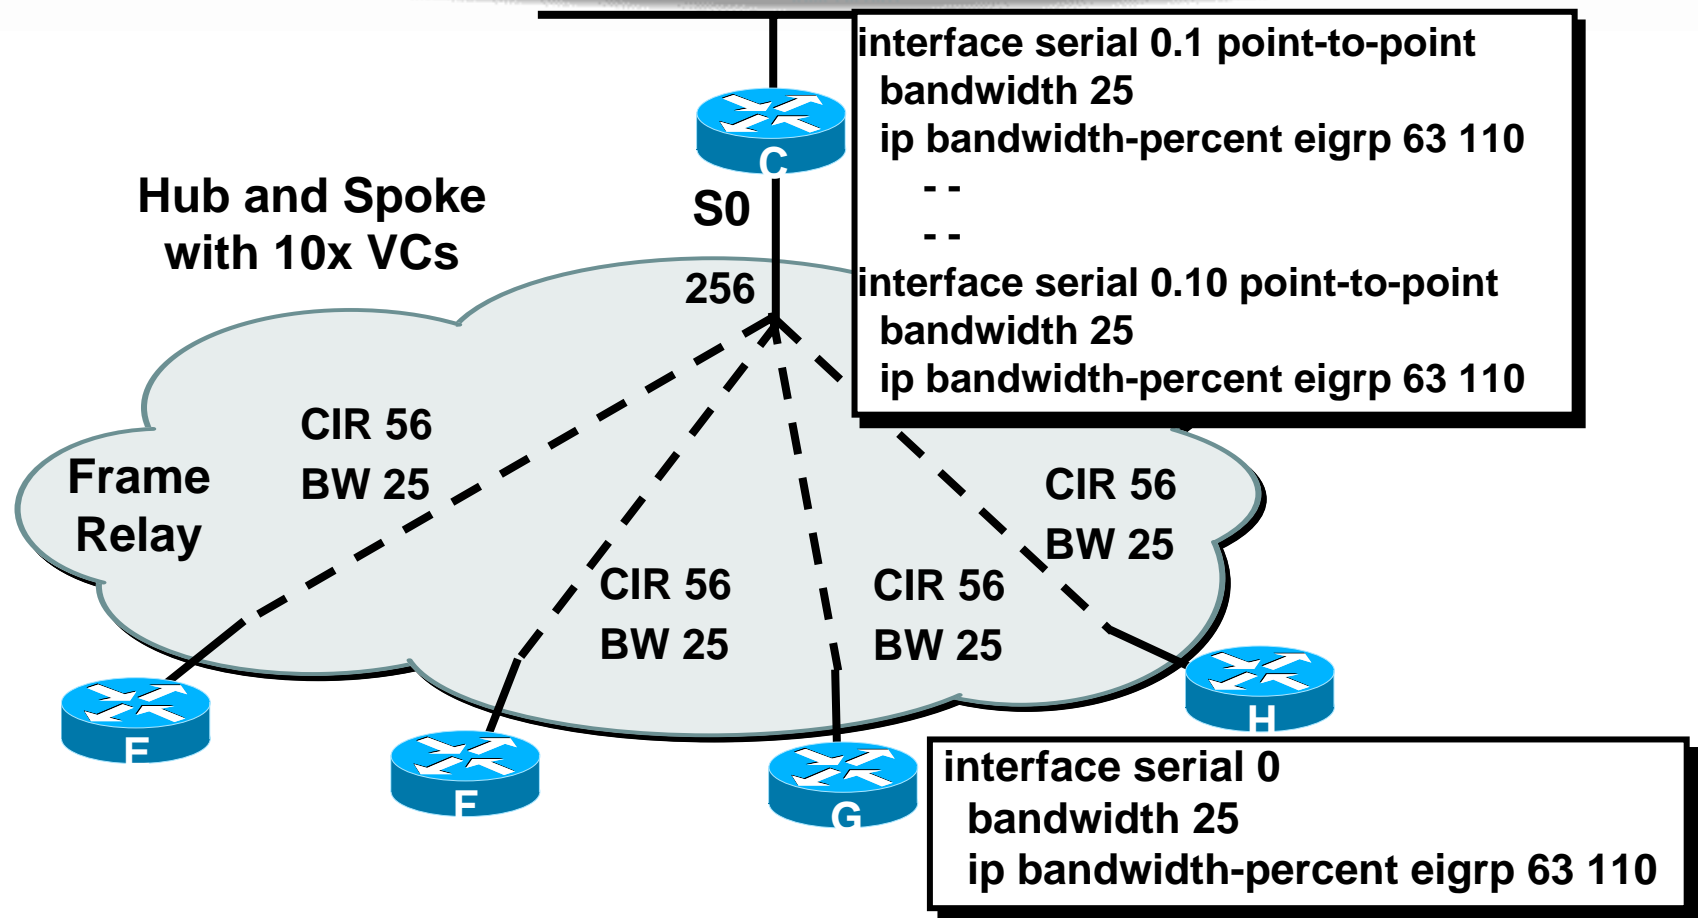 interface serial 0.1 point-to-point
bandwidth 25
ip bandwidth-percent eigrp 63 110
- -
- -
interface serial 0.10 point-to-point
bandwidth 25
ip bandwidth-percent eigrp 63 110
C
Hub and Spoke
with 10x VCs
S0
256
CIR 56
BW 25
Frame
Relay
CIR 56
BW 25
CIR 56
BW 25
CIR 56
BW 25
G
H
interface serial 0
bandwidth 25
ip bandwidth-percent eigrp 63 110